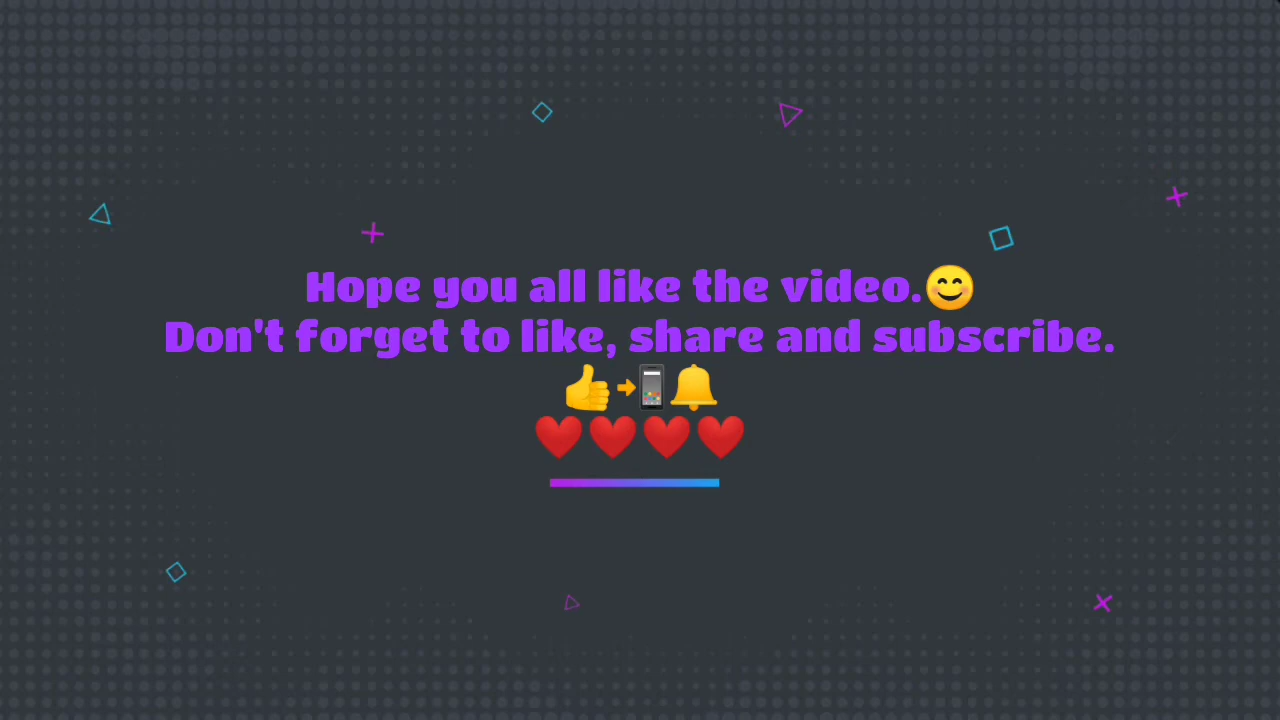 Hope you all like the video.😊
Don't forget to like, share and subscribe.
👍📲🔔
❤️❤️❤️❤️